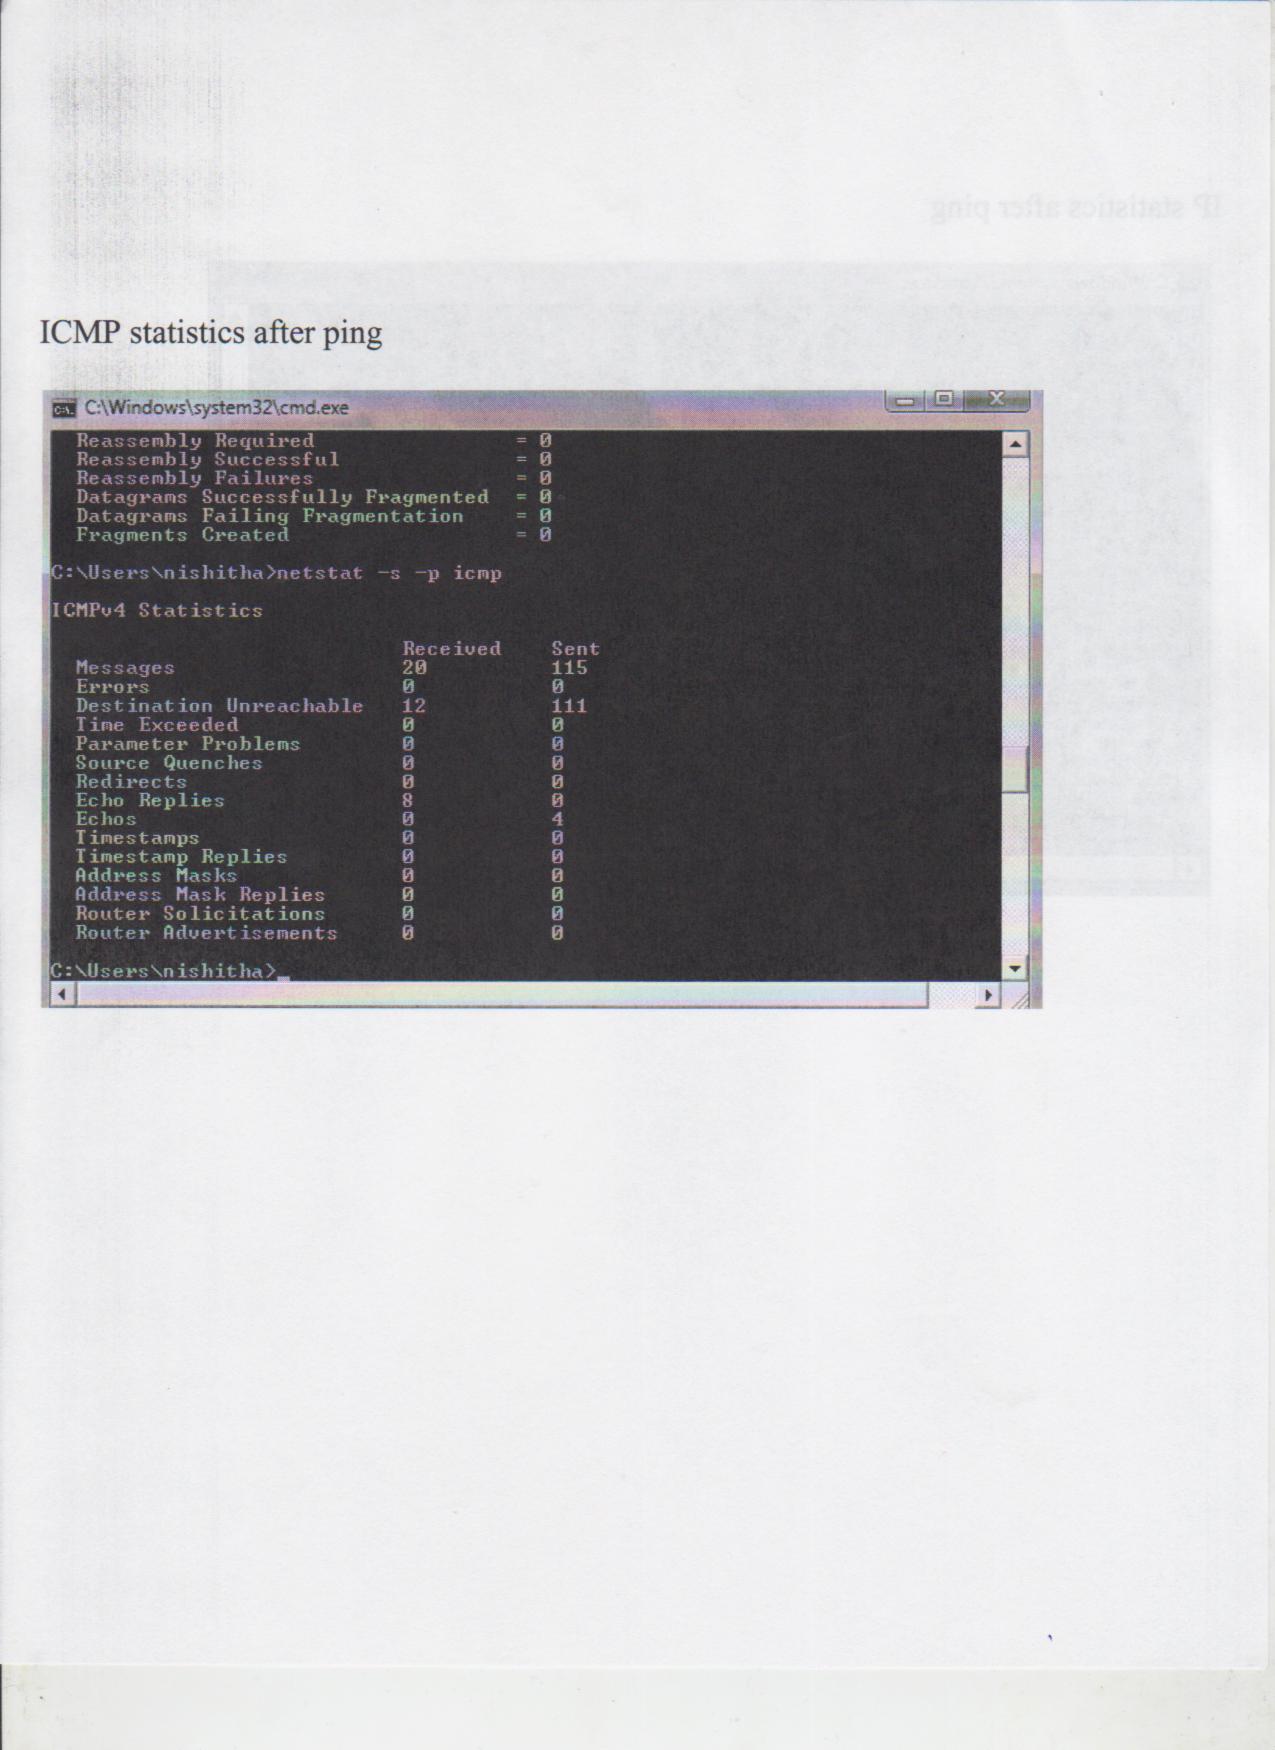 IP statistics after ping
ICMP statistics after ping
C:\Windows\system32\cmd.exe
Reassembly Required = 0
Reassembly Successful = 0
Reassembly Failures = 0
Datagrams Successfully Fragmented = 0
Datagrams Failing Fragmentation = 0
Fragments Created = 0
C:\Users\nishitha>netstat -s -p icmp
ICMPv4 Statistics
Received Sent
Messages 20 115
Errors 0 0
Destination Unreachable 12 111
Time Exceeded 0 0
Parameter Problems 0 0
Source Quenches 0 0
Redirects 0 0
Echo Replies 8 0
Echos 0 4
Timestamps 0 0
Timestamp Replies 0 0
Address Masks 0 0
Address Mask Replies 0 0
Router Solicitations 0 0
Router Advertisements 0 0
C:\Users\nishitha>_